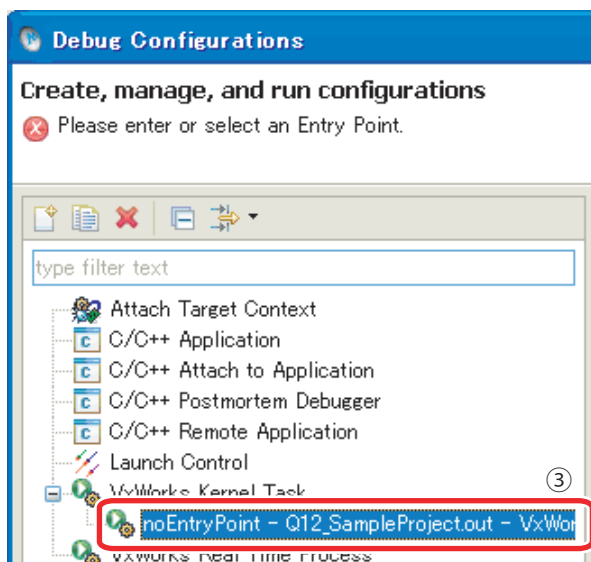 Debug Configurations
Create, manage, and run configurations
Please enter or select an Entry Point.
type filter text
Attach Target Context
C/C++ Application
C/C++ Attach to Application
C/C++ Postmortem Debugger
C/C++ Remote Application
Launch Control
③
VxWorks Kernel Task
noEntryPoint - Q12_SampleProject.out - VxWor
VxWorks Real Time Process